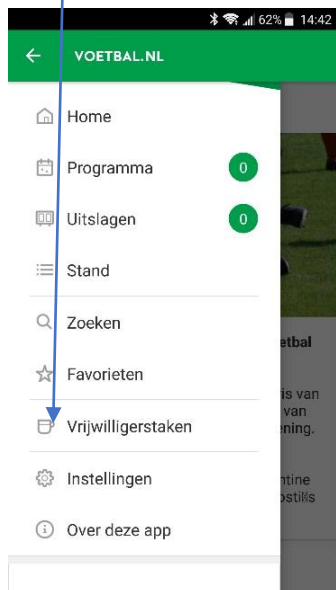 62% 14:42
VOETBAL.NL
Home
Programma 0
Uitslagen 0
Stand
Zoeken
etbal
Favorieten
is van
van
ening.
Vrijwilligerstaken
Instellingen
ntine
Over deze app